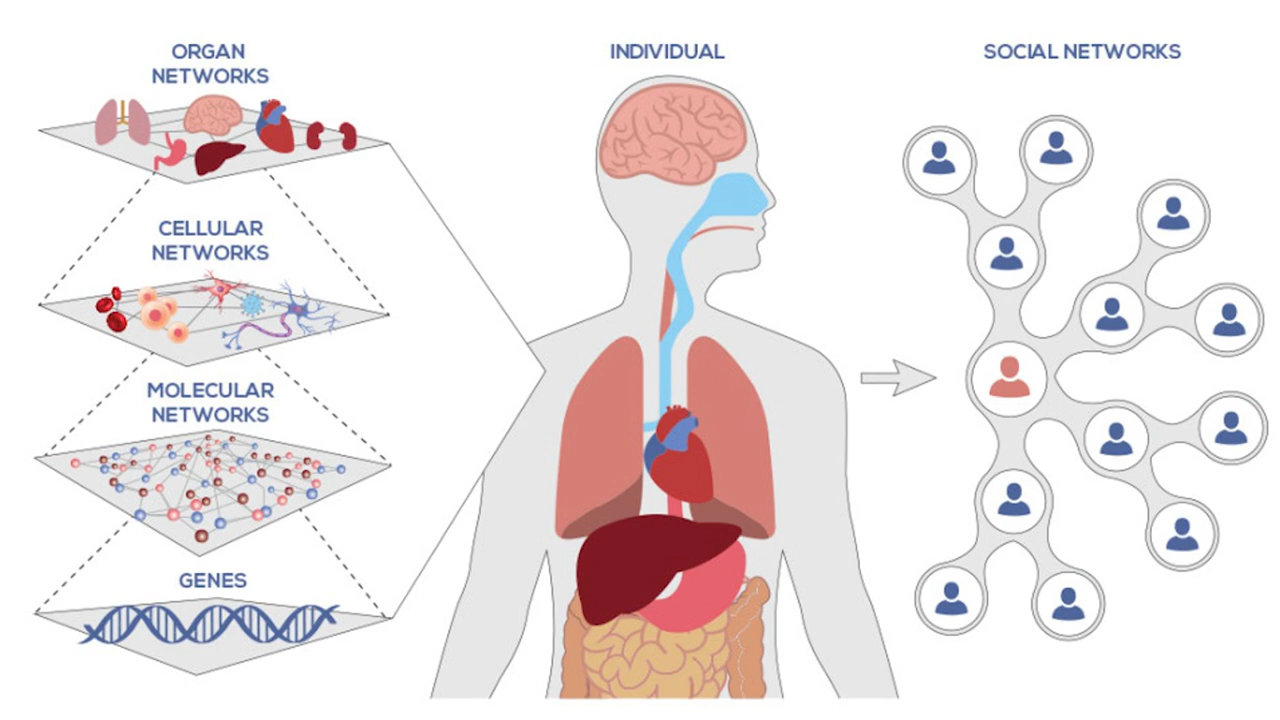 ORGAN
NETWORKS
CELLULAR
NETWORKS
MOLECULAR
NETWORKS
GENES
INDIVIDUAL
SOCIAL NETWORKS